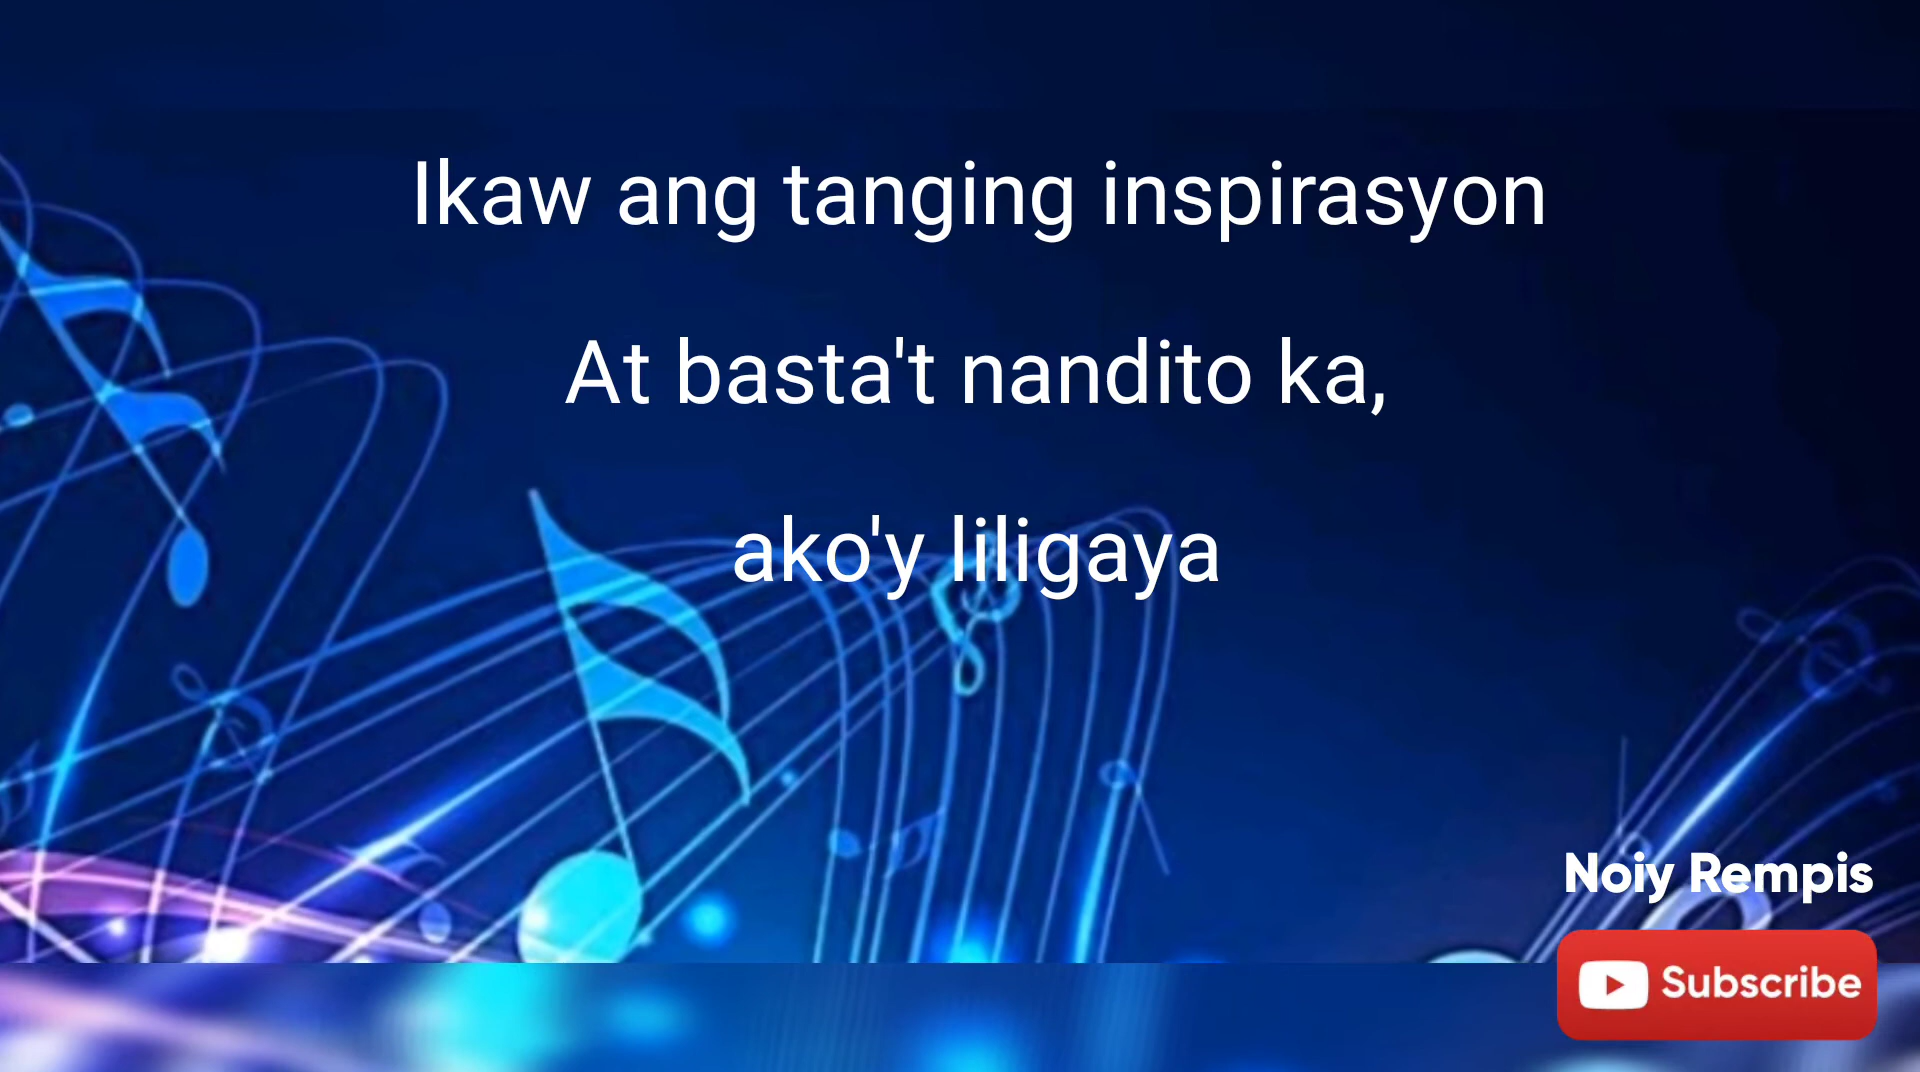 Ikaw ang tanging inspirasyon
At basta't nandito ka,
ako'y liligaya
Noiy Rempis
Subscribe